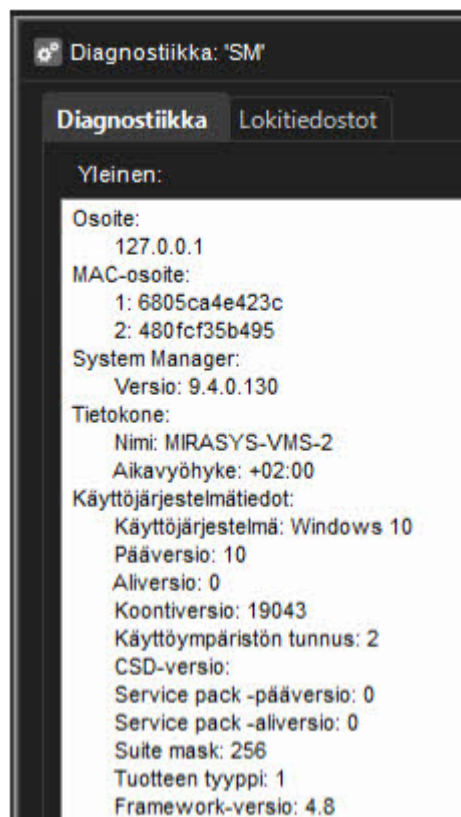 Diagnostiikka: 'SM'
Diagnostiikka Lokitiedostot
Yleinen:
Osoite:
127.0.0.1
MAC-osoite:
1: 6805ca4e423c
2: 480fcf35b495
System Manager:
Versio: 9.4.0.130
Tietokone:
Nimi: MIRASYS-VMS-2
Aikavyöhyke: +02:00
Käyttöjärjestelmätiedot:
Käyttöjärjestelmä: Windows 10
Pääversio: 10
Aliversio: 0
Koontiversio: 19043
Käyttöympäristön tunnus: 2
CSD-versio:
Service pack -pääversio: 0
Service pack -aliversio: 0
Suite mask: 256
Tuotteen tyyppi: 1
Framework-versio: 4.8